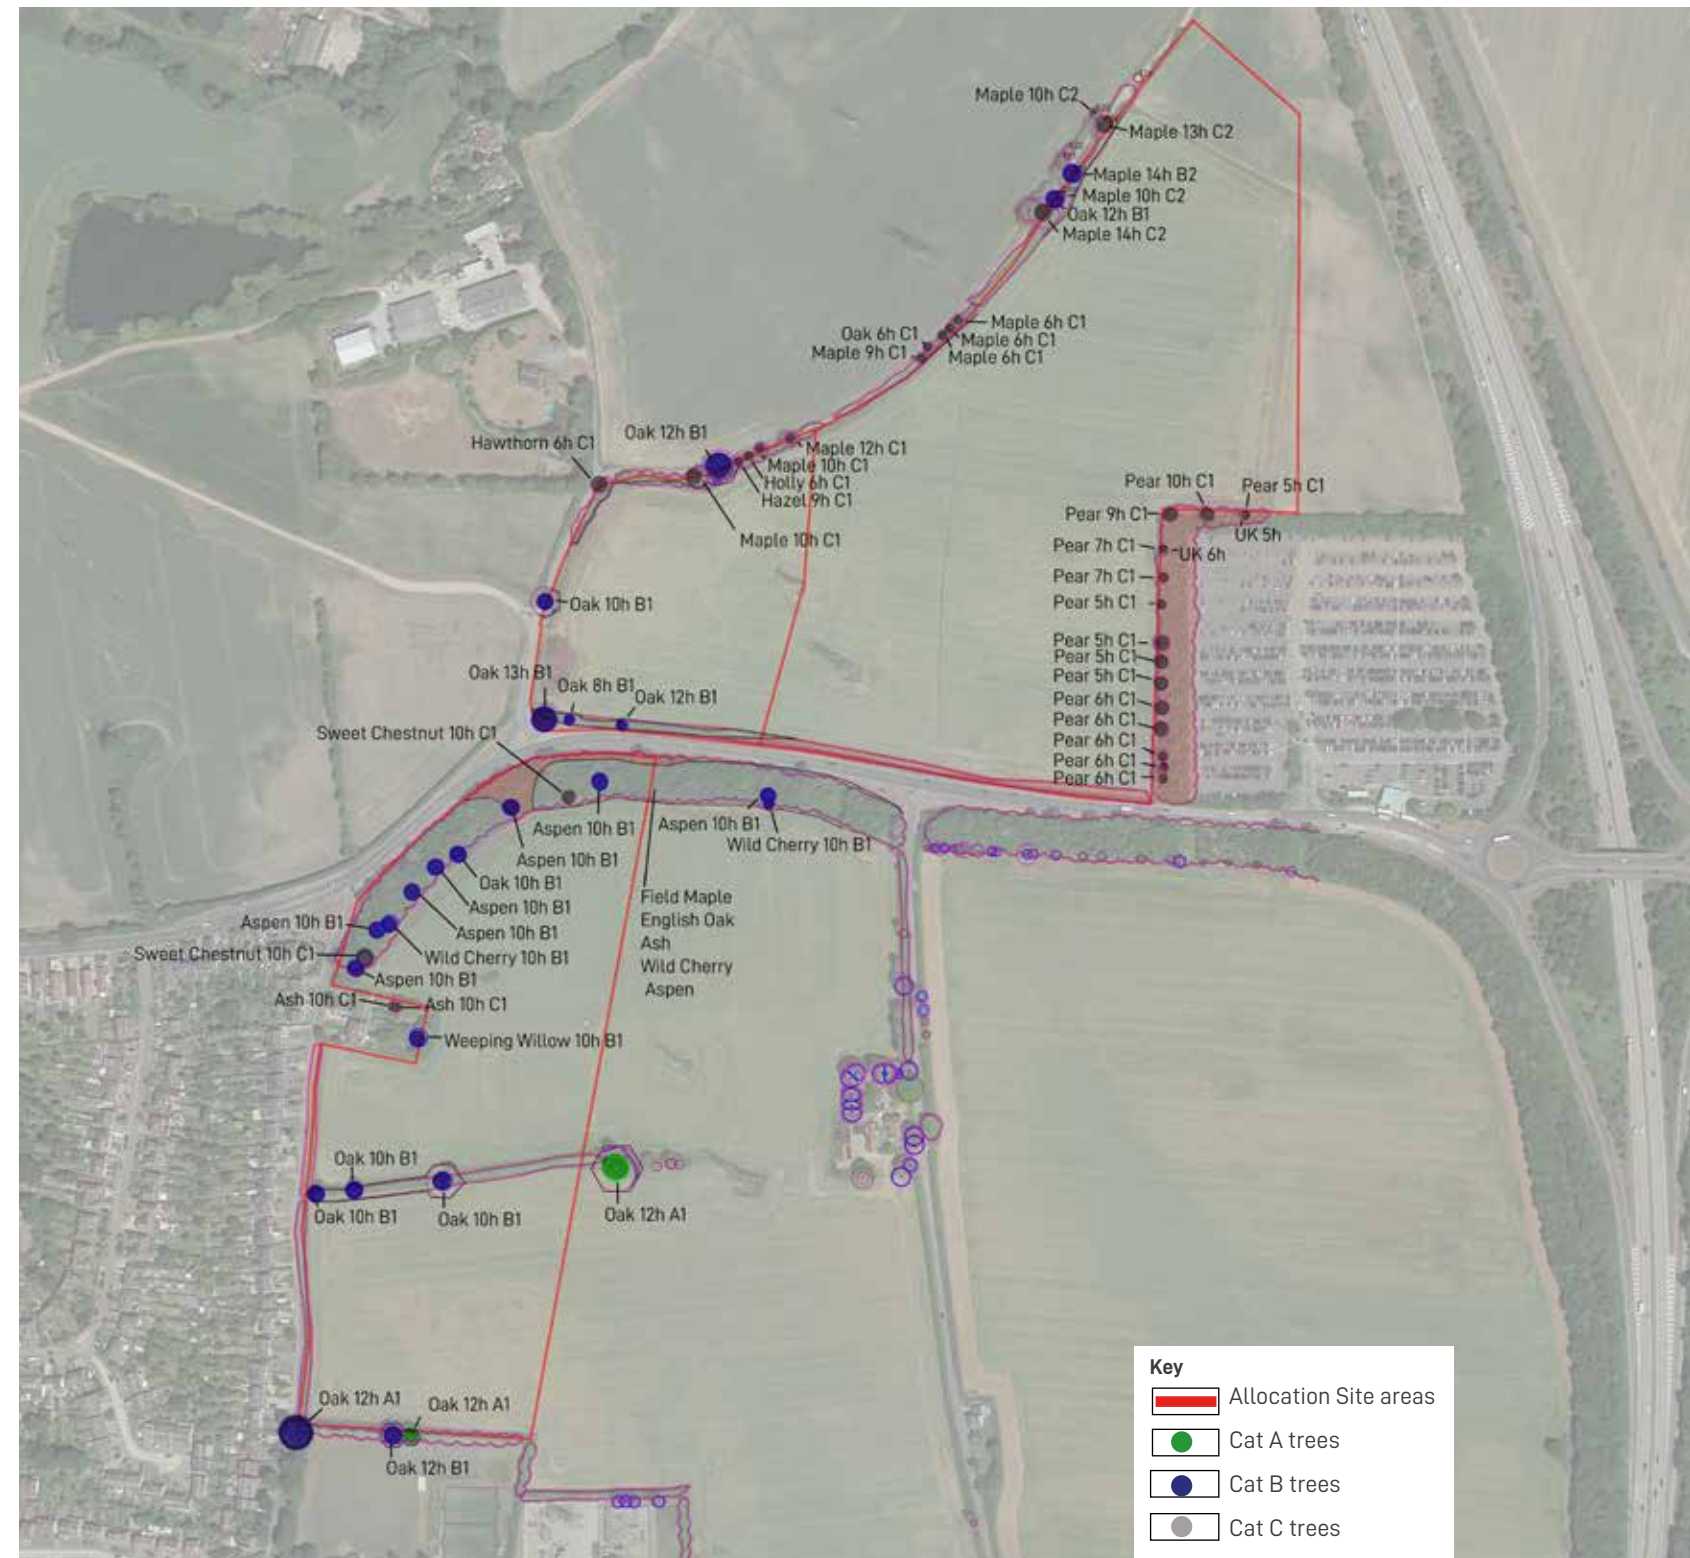 Maple 10h C2
Maple 13h C2
Maple 14h B2
Maple 10h C2
Oak 12h B1
Maple 14h C2
Maple 6h C1
Oak 6h C1
Maple 6h C1
Maple 9h C1
Maple 6h C1
Oak 12h B1
Hawthorn 6h C1
Maple 12h C1
Maple 10h C1
Holly 6h C1
Hazel 9h C1
Maple 10h C1
Pear 10h C1
Pear 5h C1
Pear 9h C1
UK 5h
Pear 7h C1
UK 6h
Pear 7h C1
Pear 5h C1
Oak 10h B1
Pear 5h C1
Pear 5h C1
Pear 5h C1
Pear 6h C1
Pear 6h C1
Pear 6h C1
Pear 6h C1
Pear 6h C1
Oak 13h B1
Oak 8h B1
Oak 12h B1
Sweet Chestnut 10h C1
Aspen 10h B1
Aspen 10h B1
Wild Cherry 10h B1
Aspen 10h B1
Oak 10h B1
Aspen 10h B1
Aspen 10h B1
Aspen 10h B1
Wild Cherry 10h B1
Sweet Chestnut 10h C1
Aspen 10h B1
Ash 10h C1
Ash 10h C1
Weeping Willow 10h B1
Field Maple
English Oak
Ash
Wild Cherry
Aspen
Oak 10h B1
Oak 10h B1
Oak 10h B1
Oak 12h A1
Oak 12h A1
Oak 12h A1
Oak 12h B1
Key
Allocation Site areas
Cat A trees
Cat B trees
Cat C trees